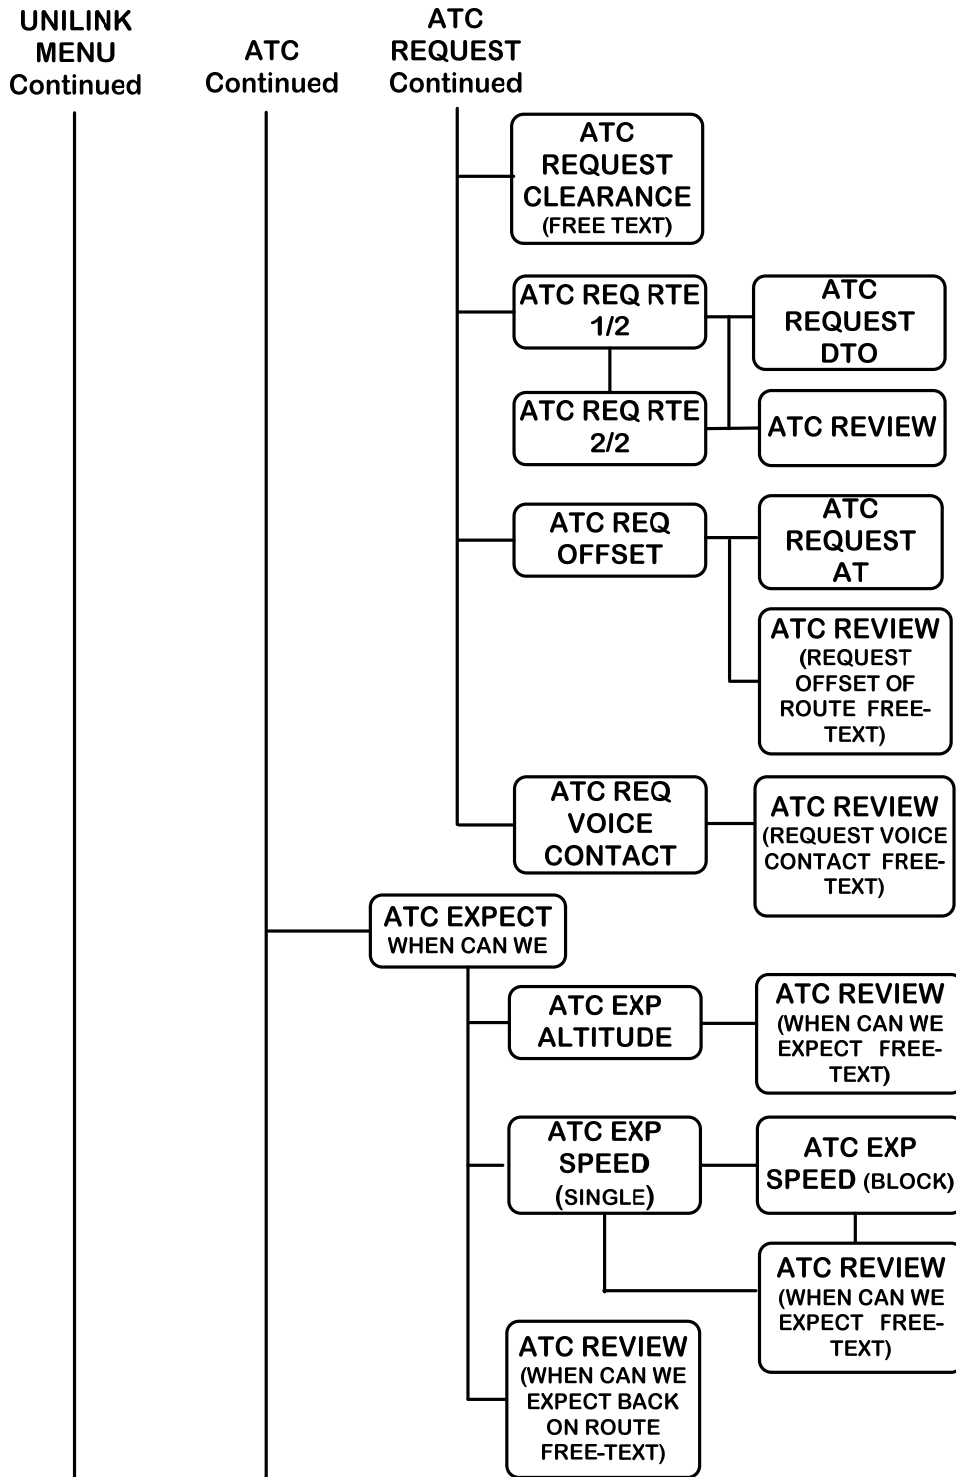 UNILINK
MENU
Continued
ATC
Continued
ATC
REQUEST
Continued
ATC
REQUEST
CLEARANCE
(FREE TEXT)
ATC REQ RTE
1/2
ATC
REQUEST
DTO
ATC REQ RTE
2/2
ATC REVIEW
ATC REQ
OFFSET
ATC
REQUEST
AT
ATC REVIEW
(REQUEST
OFFSET OF
ROUTE FREE-
TEXT)
ATC REQ
VOICE
CONTACT
ATC REVIEW
(REQUEST VOICE
CONTACT FREE-
TEXT)
ATC EXPECT
WHEN CAN WE
ATC EXP
ALTITUDE
ATC REVIEW
(WHEN CAN WE
EXPECT FREE-
TEXT)
ATC EXP
SPEED
(SINGLE)
ATC EXP
SPEED (BLOCK)
ATC REVIEW
(WHEN CAN WE
EXPECT FREE-
TEXT)
ATC REVIEW
(WHEN CAN WE
EXPECT BACK
ON ROUTE
FREE-TEXT)